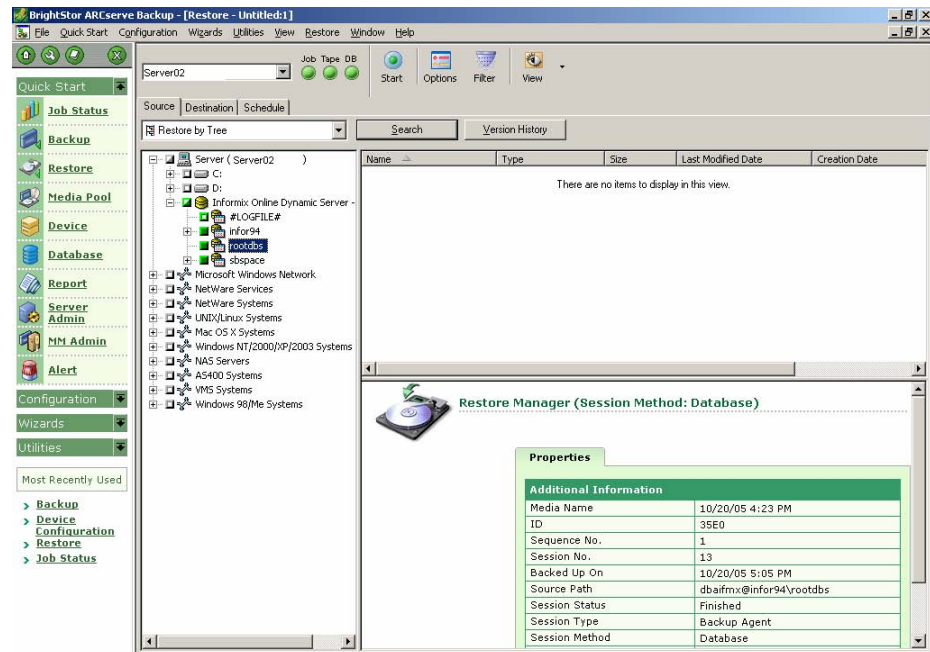 BrightStor ARCserve Backup - [Restore - Untitled:1]
File Quick Start Configuration Wizards Utilities View Restore Window Help
Server02
Job Tape DB
Start Options Filter View
Quick Start
Job Status
Backup
Restore
Media Pool
Device
Database
Report
Server
Admin
MM Admin
Alert
Configuration
Wizards
Utilities
Most Recently Used
Backup
Device
Configuration
Restore
Job Status
Source Destination Schedule
Restore by Tree
Search
Version History
Server ( Server02 )
C:
D:
Informix Online Dynamic Server -
#LOGFILE#
infor94
rootdbs
sbspace
Microsoft Windows Network
NetWare Services
NetWare Systems
UNIX/Linux Systems
Mac OS X Systems
Windows NT/2000/XP/2003 Systems
NAS Servers
AS400 Systems
VMS Systems
Windows 98/Me Systems
Name Type Size Last Modified Date Creation Date
There are no items to display in this view.
Restore Manager (Session Method: Database)
Properties
Additional Information
Media Name 10/20/05 4:23 PM
ID 35E0
Sequence No. 1
Session No. 13
Backed Up On 10/20/05 5:05 PM
Source Path dbaifmx@infor94\rootdbs
Session Status Finished
Session Type Backup Agent
Session Method Database